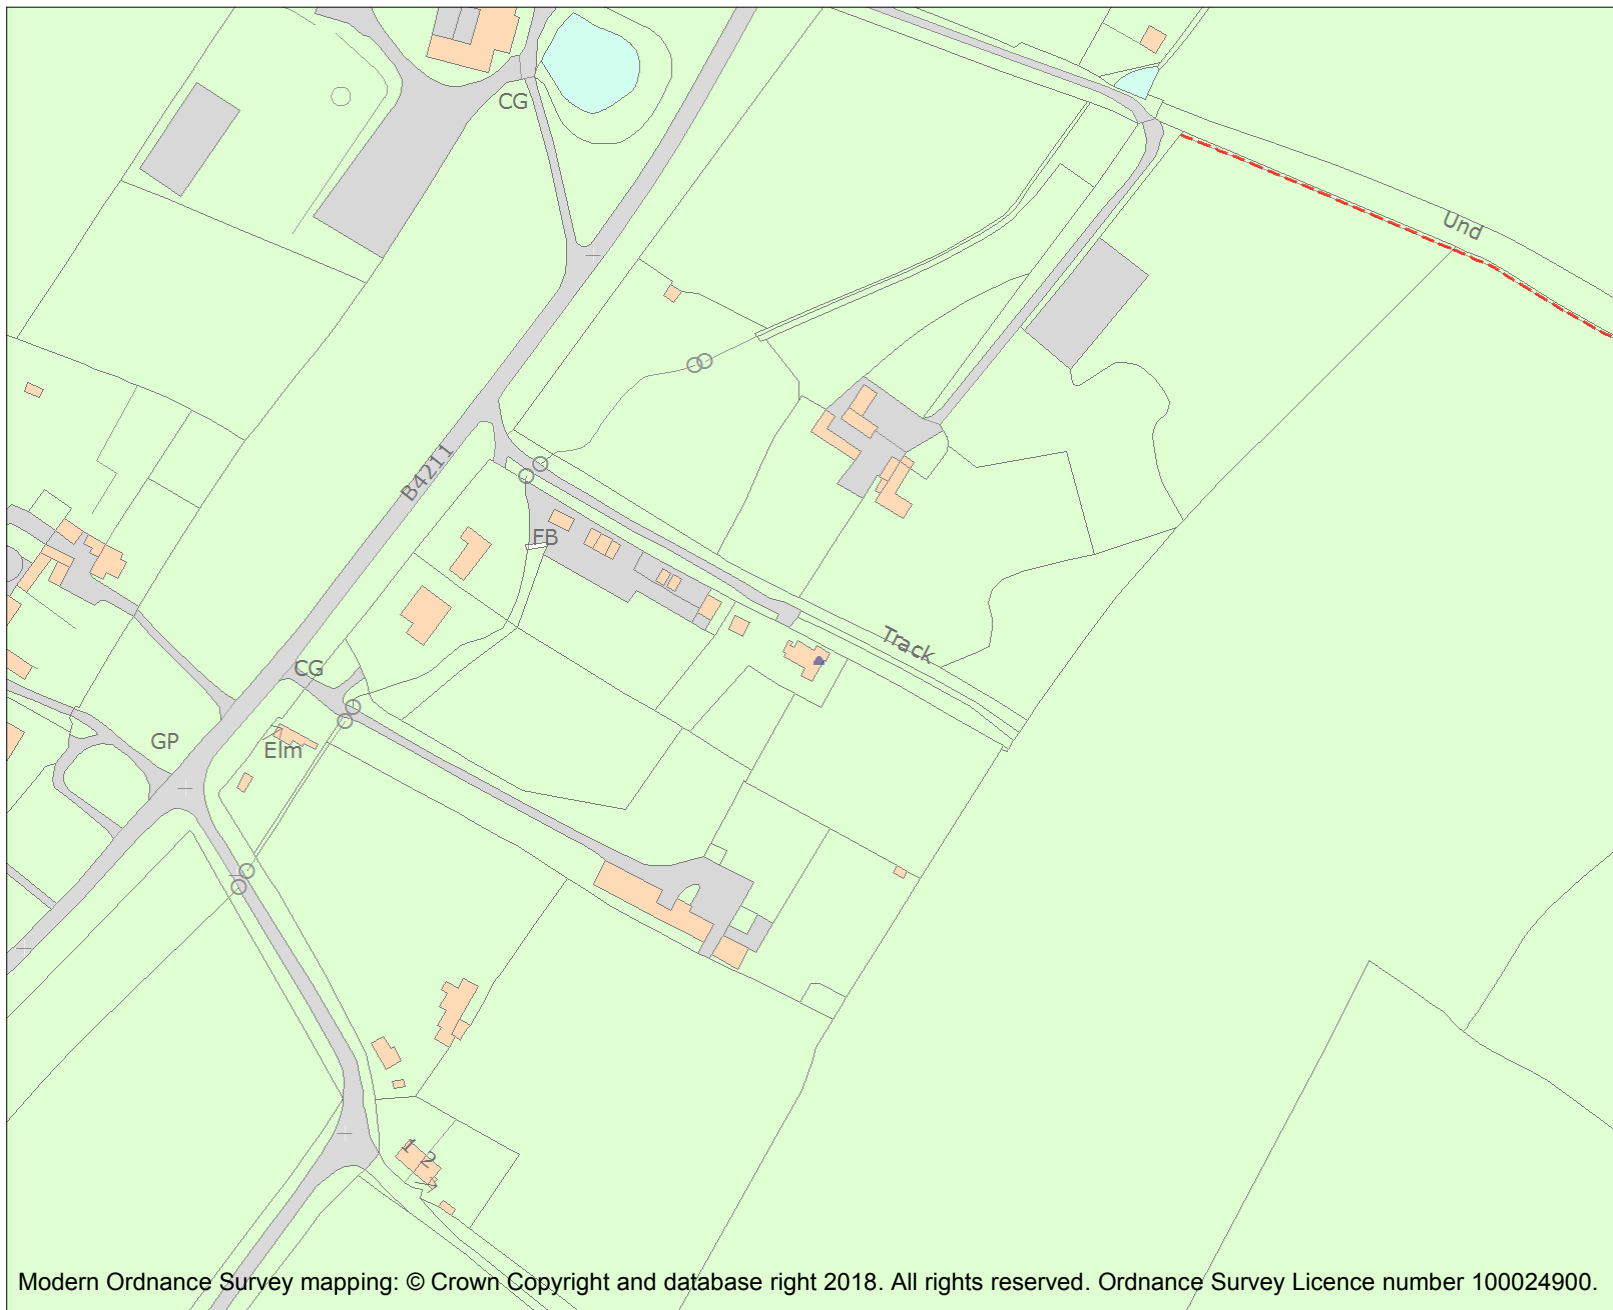 CG
Und
B4211
FB
Track
CG
GP
Elm
1
2
Modern Ordnance Survey mapping: © Crown Copyright and database right 2018. All rights reserved. Ordnance Survey Licence number 100024900.